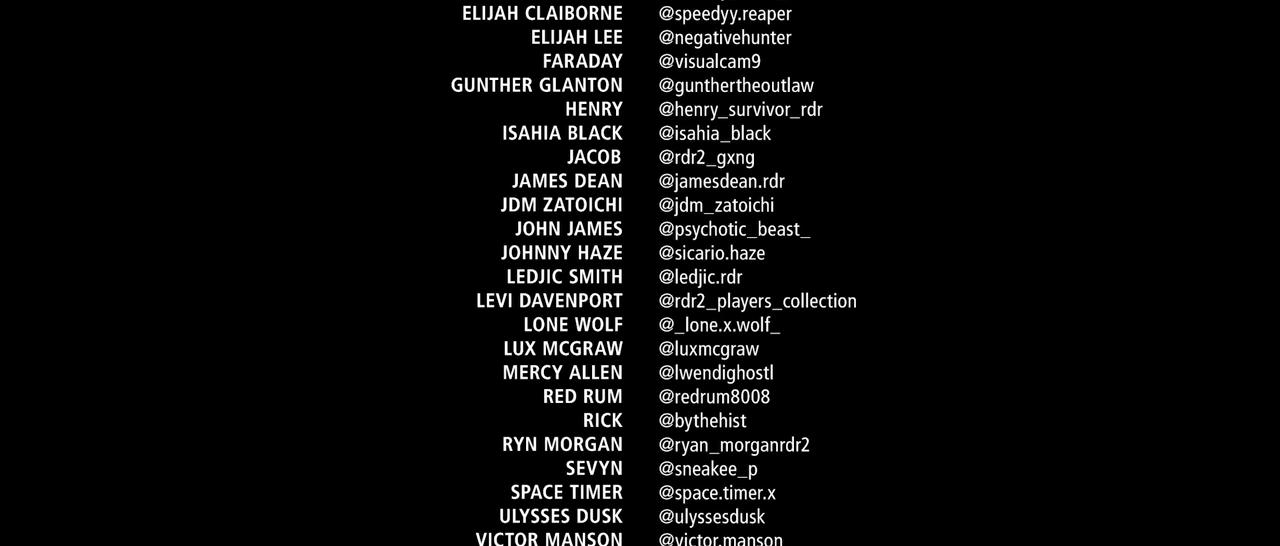 ELIJAH CLAIBORNE @speedyy.reaper
ELIJAH LEE @negativehunter
FARADAY @visualcam9
GUNTHER GLANTON @gunthertheoutlaw
HENRY @henry_survivor_rdr
ISAHIA BLACK @isahia_black
JACOB @rdr2_gxng
JAMES DEAN @jamesdean.rdr
JDM ZATOICHI @jdm_zatoichi
JOHN JAMES @psychotic_beast_
JOHNNY HAZE @sicario.haze
LEDJIC SMITH @ledjic.rdr
LEVI DAVENPORT @rdr2_players_collection
LONE WOLF @_lone.x.wolf_
LUX MCGRAW @luxmcgraw
MERCY ALLEN @lwendighostl
RED RUM @redrum8008
RICK @bythehist
RYN MORGAN @ryan_morganrdr2
SEVYN @sneakee_p
SPACE TIMER @space.timer.x
ULYSSES DUSK @ulyssesdusk
VICTOR MANSON @victor.manson